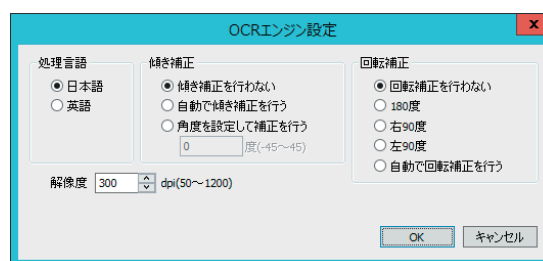 OCRエンジン設定
x
処理言語
日本語
英語
傾き補正
傾き補正を行わない
自動で傾き補正を行う
角度を設定して補正を行う
0 度(-45～45)
回転補正
回転補正を行わない
180度
右90度
左90度
自動で回転補正を行う
解像度 300 dpi(50～1200)
OK キャンセル